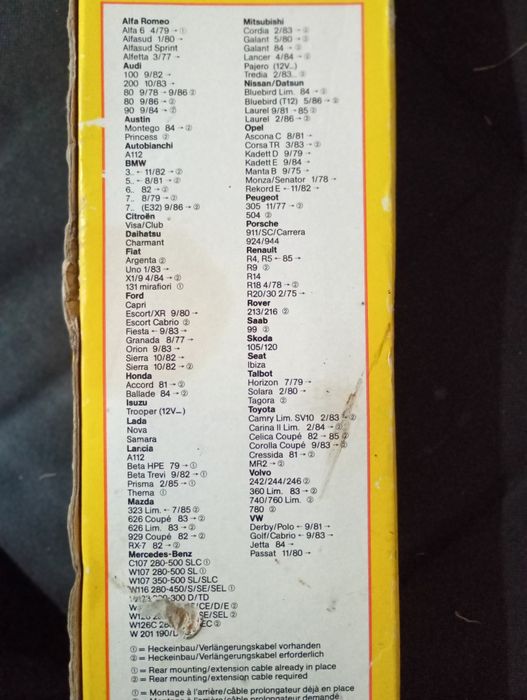 Alfa Romeo
Alfa 6 4/79 → ①
Alfasud 1/80 →
Alfasud Sprint
Alfetta 3/77 →
Audi
100 9/82 →
200 10/83 →
80 9/78 → 9/86 ②
80 9/86 → ②
90 9/84 → ②
Austin
Montego 84 → ②
Princess ②
Autobianchi
A112
BMW
3.. ← 11/82 → ②
5.. ← 8/81 → ②
6.. 82 → ②
7.. 8/79 → ②
7.. (E32) 9/86 → ②
Citroën
Visa/Club
Daihatsu
Charmant
Fiat
Argenta ②
Uno 1/83 →
X1/9 4/84 → ②
131 mirafiori ①
Ford
Capri
Escort/XR 9/80 →
Escort Cabrio ②
Fiesta ← 9/83 →
Granada 8/77 →
Orion 9/83 →
Sierra 10/82 →
Sierra 10/82 → ②
Honda
Accord 81 → ②
Ballade 84 → ②
Isuzu
Trooper (12V_)
Lada
Nova
Samara
Lancia
A112
Beta HPE 79 → ①
Beta Trevi 9/82 → ①
Prisma 2/85 → ①
Thema ①
Mazda
323 Lim. ← 7/85 ②
626 Coupé 83 → ②
626 Lim. 83 → ②
929 Coupé 82 → ②
RX-7 82 → ②
Mercedes-Benz
C107 280-500 SLC ①
W107 280-500 SL ①
W107 350-500 SL/SLC
W116 280-450/S/SE/SEL ①
300 D/TD
/CE/D/E ②
SE/SEL ②
W126C EC ②
W 201 190/
Mitsubishi
Cordia 2/83 → ②
Galant 5/80 → ②
Galant 84 → ②
Lancer 4/84 → ②
Pajero (12V_)
Tredia 2/83
Nissan/Datsun
Bluebird Lim. 84 → ②
Bluebird (T12) 5/86 → ②
Laurel 9/81 → 85 ②
Laurel 2/86 → ②
Opel
Ascona C 8/81 →
Corsa TR 3/83 → ②
Kadett D 9/79 →
Kadett E 9/84 →
Manta B 9/75 →
Monza/Senator 1/78 →
Rekord E ← 11/82 →
Peugeot
305 11/77 → ②
504 ②
Porsche
911/SC/Carrera
924/944
Renault
R4, R5 ← 85 →
R9 ②
R14
R18 4/78 → ②
R20/30 2/75 →
Rover
213/216 ②
Saab
99 ②
Skoda
105/120
Seat
Ibiza
Talbot
Horizon 7/79 →
Solara 2/80 →
Tagora ②
Toyota
Camry Lim. SV10 2/83 → ②
Carina II Lim. 2/84 → ②
Celica Coupé 82 → 85 ②
Corolla Coupé 9/83 → ②
Cressida 81 → ②
MR2 → ②
Volvo
242/244/246 ②
360 Lim. 83 → ②
740/760 Lim. ②
780 ②
VW
Derby/Polo ← 9/81 →
Golf/Cabrio ← 9/83 →
Jetta 84 →
Passat 11/80 →
① = Heckeinbau/Verlängerungskabel vorhanden
② = Heckeinbau/Verlängerungskabel erforderlich
① = Rear mounting/extension cable already in place
② = Rear mounting/extension cable required
① = Montage à l'arrière/câble prolongateur déjà en place